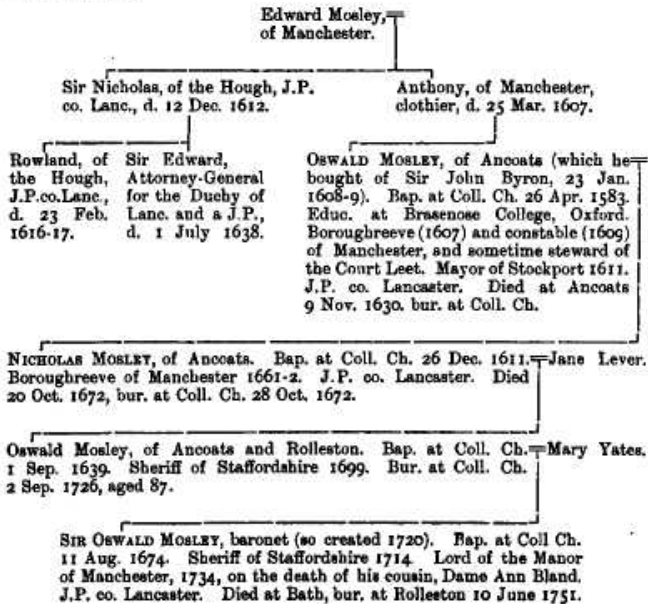 Edward Mosley,
of Manchester.
Sir Nicholas, of the Hough, J.P.
co. Lanc., d. 12 Dec. 1612.
Anthony, of Manchester,
clothier, d. 25 Mar. 1607.
Rowland, of
the Hough,
J.P.co.Lanc.,
d. 23 Feb.
1616-17.
Sir Edward,
Attorney-General
for the Duchy of
Lanc. and a J.P.,
d. 1 July 1638.
OSWALD MOSLEY, of Ancoats (which he
bought of Sir John Byron, 23 Jan.
1608-9). Bap. at Coll. Ch. 26 Apr. 1583.
Educ. at Brasenose College, Oxford.
Boroughreeve (1607) and constable (1609)
of Manchester, and sometime steward of
the Court Leet. Mayor of Stockport 1611.
J.P. co. Lancaster. Died at Ancoats
9 Nov. 1630. bur. at Coll. Ch.
NICHOLAS MOSLEY, of Ancoats. Bap. at Coll. Ch. 26 Dec. 1611. Jane Lever.
Boroughreeve of Manchester 1661-2. J.P. co. Lancaster. Died
20 Oct. 1672, bur. at Coll. Ch. 28 Oct. 1672.
Oswald Mosley, of Ancoats and Rolleston. Bap. at Coll. Ch. Mary Yates.
1 Sep. 1639. Sheriff of Staffordshire 1699. Bur. at Coll. Ch.
2 Sep. 1726, aged 87.
SIR OSWALD MOSLEY, baronet (so created 1720). Bap. at Coll Ch.
11 Aug. 1674. Sheriff of Staffordshire 1714 Lord of the Manor
of Manchester, 1734, on the death of his cousin, Dame Ann Bland.
J.P. co. Lancaster. Died at Bath, bur. at Rolleston 10 June 1751.